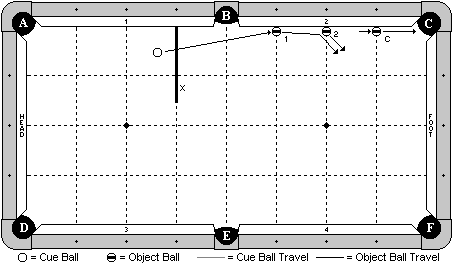 A B C
1 2
1 2 C
X
HEAD FOOT
D E F
3 4
= Cue Ball = Object Ball = Cue Ball Travel = Object Ball Travel